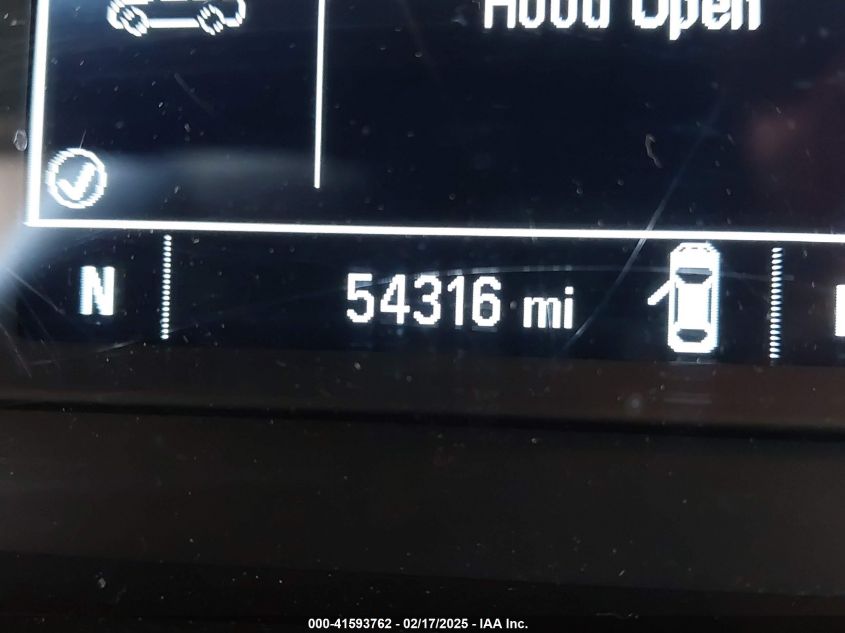 Hood Open
N 54316 mi
000-41593762 - 02/17/2025 - IAA Inc.